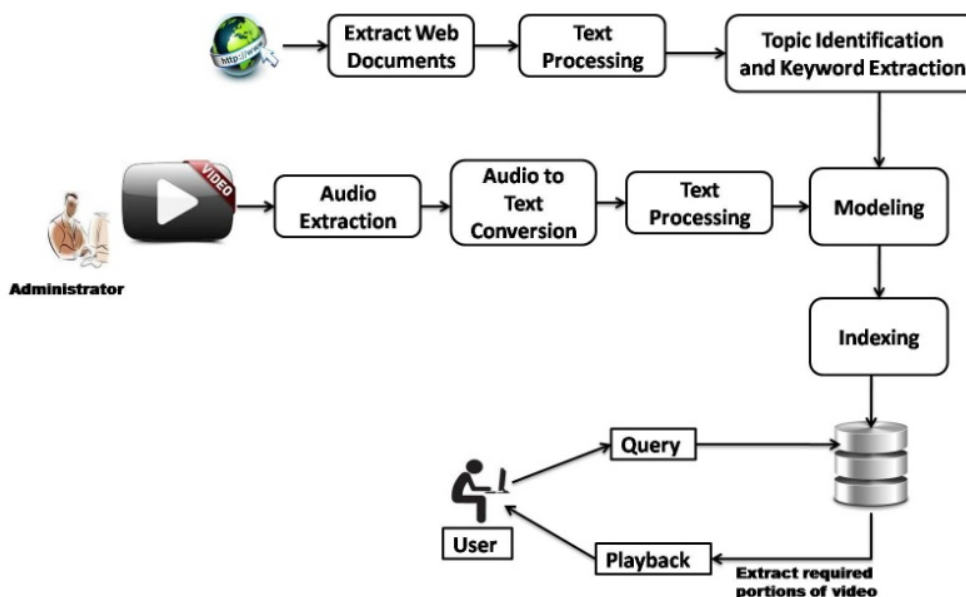 Extract Web
Documents
Text
Processing
Topic Identification
and Keyword Extraction
http://www
VIDEO
Audio
Extraction
Audio to
Text
Conversion
Text
Processing
Modeling
Administrator
Indexing
Query
User
Playback
Extract required
portions of video